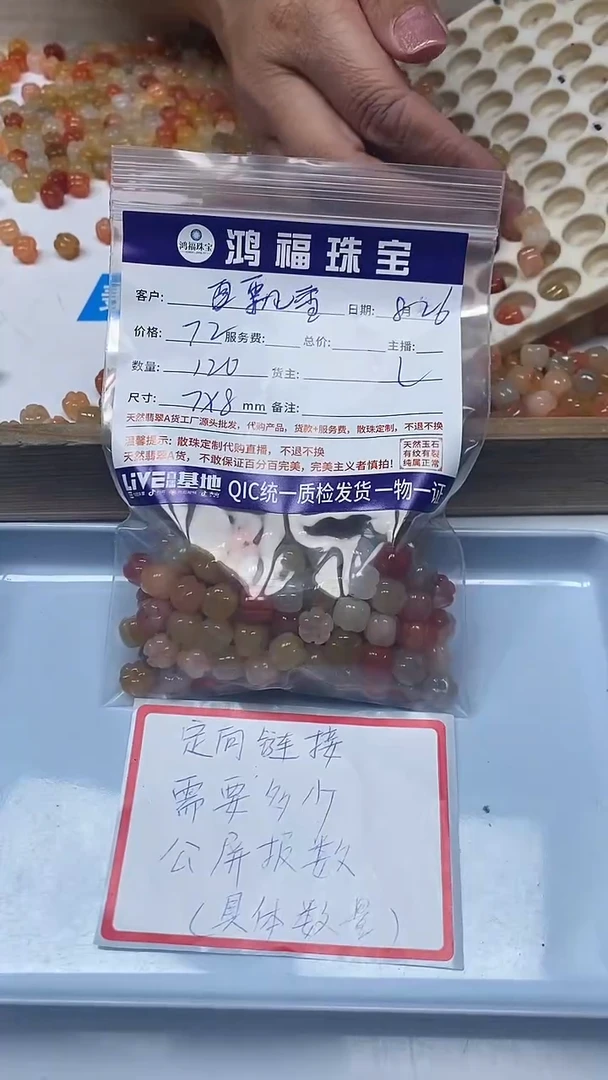 鸿福珠宝
鸿福珠宝
客户: 日期: 8月26
价格: 72 服务费: 总价: 主播:
数量: 120 货主: L
尺寸: 7X8 mm 备注:
天然翡翠A货工厂源头批发,代购产品,货款+服务费,散珠定制,不退不换
温馨提示: 散珠定制代购直播,不退不换
天然翡翠A货,不敢保证百分百完美,完美主义者慎拍!
天然玉石
有纹有裂
纯属正常
LIVE 基地 QIC统一质检发货 一物一证
定向链接
需要多少
公屏报数
(具体数量)